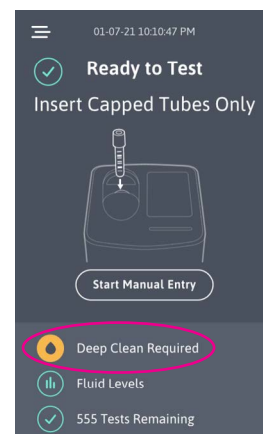 01-07-21 10:10:47 PM
Ready to Test
Insert Capped Tubes Only
Start Manual Entry
Deep Clean Required
Fluid Levels
555 Tests Remaining